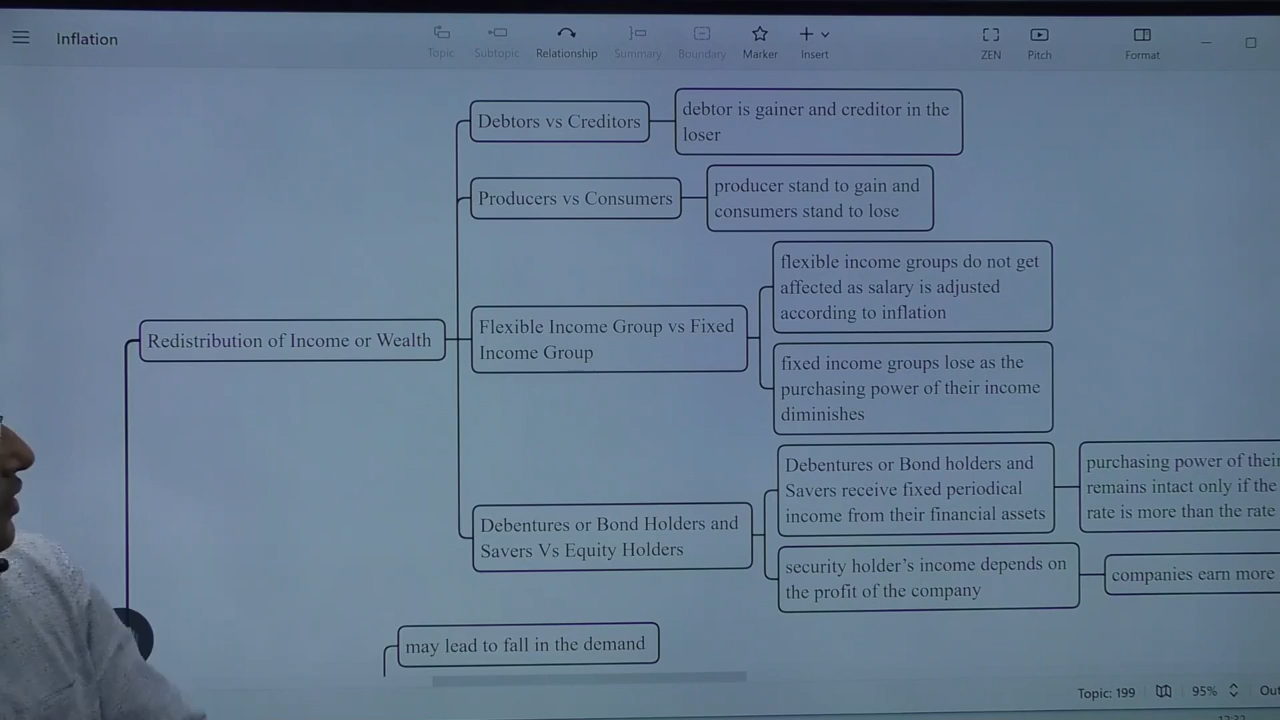 Inflation
Topic
Subtopic
Relationship
Summary
Boundary
Marker
Insert
ZEN
Pitch
Format
Debtors vs Creditors
debtor is gainer and creditor in the
loser
Producers vs Consumers
producer stand to gain and
consumers stand to lose
Redistribution of Income or Wealth
Flexible Income Group vs Fixed
Income Group
flexible income groups do not get
affected as salary is adjusted
according to inflation
fixed income groups lose as the
purchasing power of their income
diminishes
Debentures or Bond Holders and
Savers Vs Equity Holders
Debentures or Bond holders and
Savers receive fixed periodical
income from their financial assets
purchasing power of their
remains intact only if the
rate is more than the rate
security holder's income depends on
the profit of the company
companies earn more
may lead to fall in the demand
Topic: 199
95%